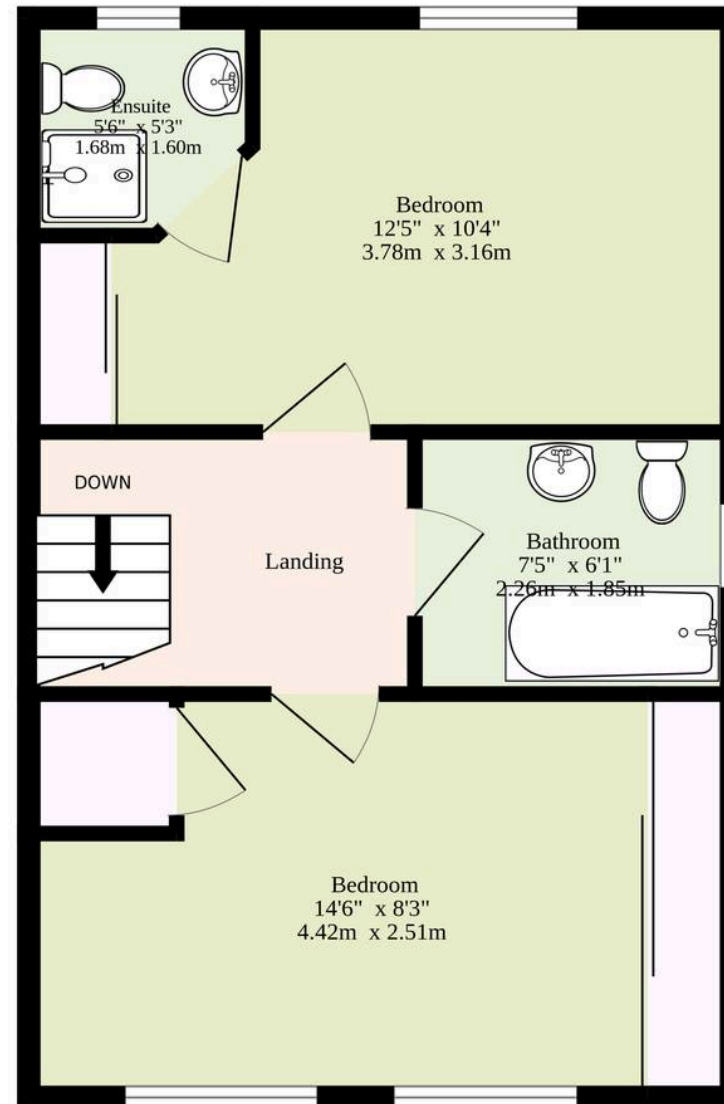 Ensuite
5'6" x 5'3"
1.68m x 1.60m
Bedroom
12'5" x 10'4"
3.78m x 3.16m
DOWN
Landing
Bathroom
7'5" x 6'1"
2.26m x 1.85m
Bedroom
14'6" x 8'3"
4.42m x 2.51m